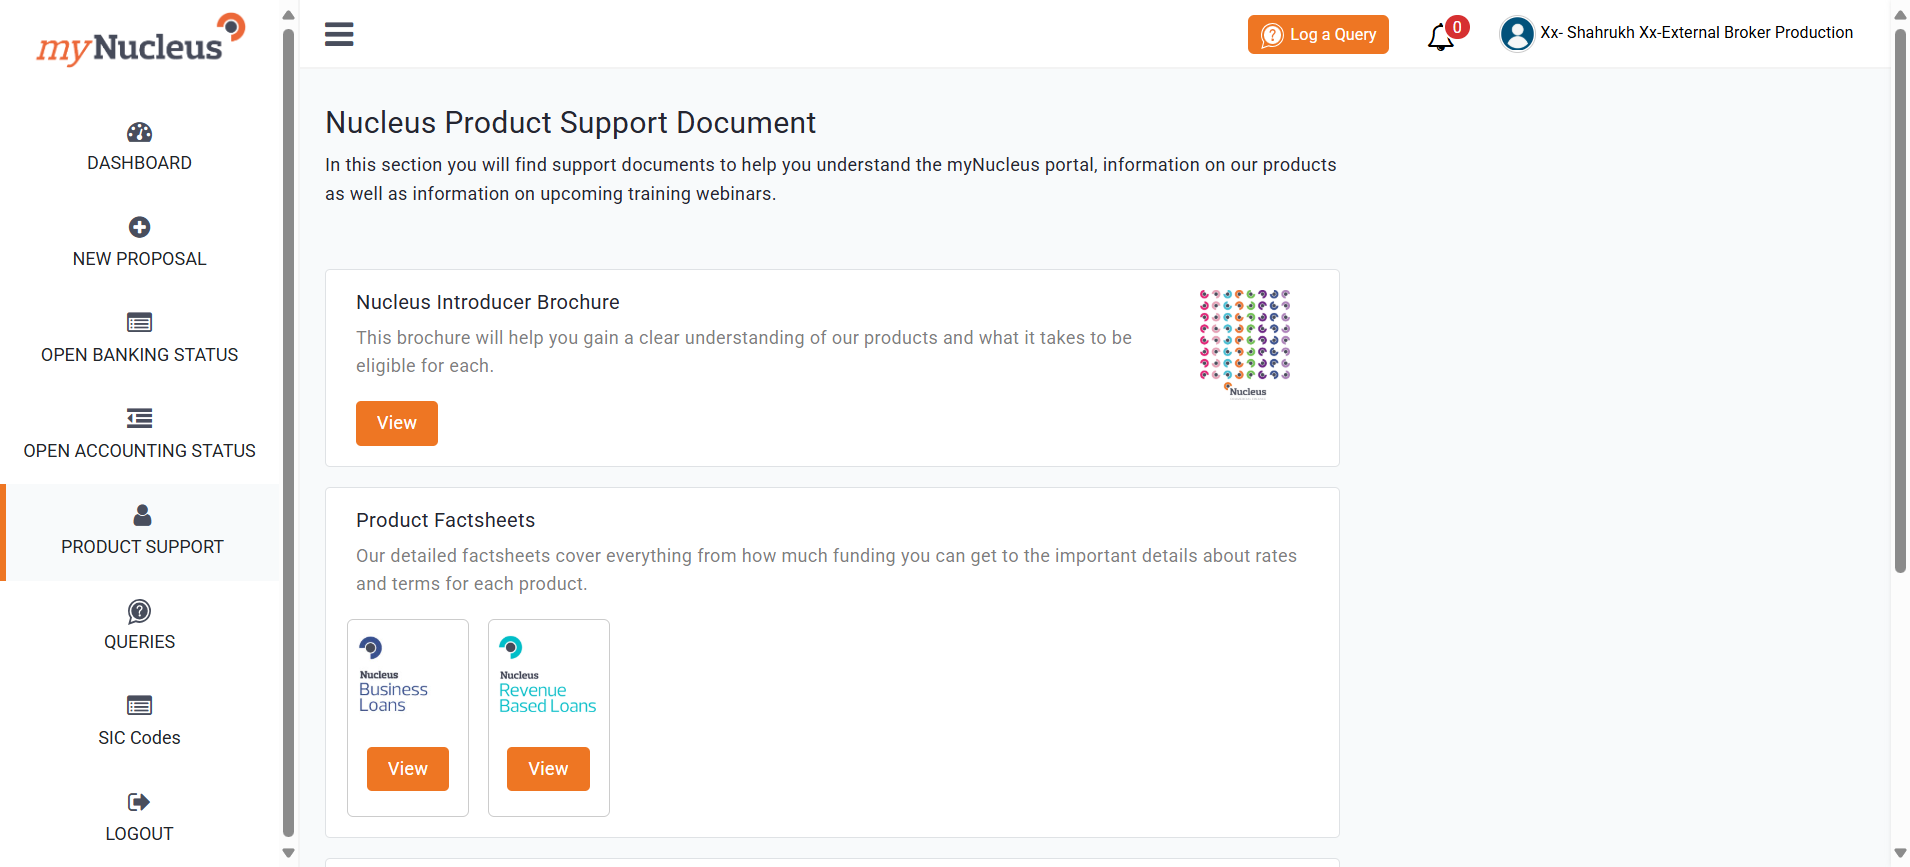 myNucleus
DASHBOARD
NEW PROPOSAL
OPEN BANKING STATUS
OPEN ACCOUNTING STATUS
PRODUCT SUPPORT
QUERIES
SIC Codes
LOGOUT
Log a Query
0
Xx- Shahrukh Xx-External Broker Production
Nucleus Product Support Document
In this section you will find support documents to help you understand the myNucleus portal, information on our products
as well as information on upcoming training webinars.
Nucleus Introducer Brochure
This brochure will help you gain a clear understanding of our products and what it takes to be
eligible for each.
View
Nucleus
Product Factsheets
Our detailed factsheets cover everything from how much funding you can get to the important details about rates
and terms for each product.
Nucleus
Business
Loans
View
Nucleus
Revenue
Based Loans
View